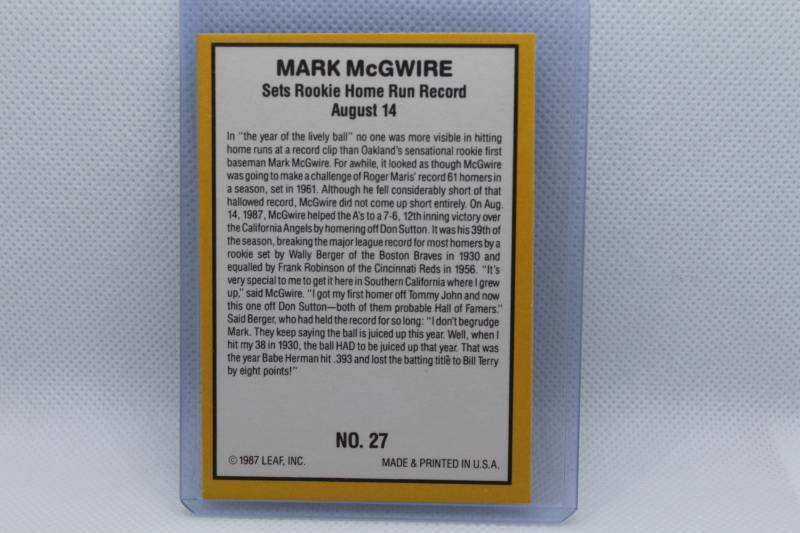 MARK McGWIRE
Sets Rookie Home Run Record
August 14
In "the year of the lively ball" no one was more visible in hitting
home runs at a record clip than Oakland's sensational rookie first
baseman Mark McGwire. For awhile, it looked as though McGwire
was going to make a challenge of Roger Maris' record 61 homers in
a season, set in 1961. Although he fell considerably short of that
hallowed record, McGwire did not come up short entirely. On Aug.
14, 1987, McGwire helped the A's to a 7-6, 12th inning victory over
the California Angels by homering off Don Sutton. It was his 39th of
the season, breaking the major league record for most homers by a
rookie set by Wally Berger of the Boston Braves in 1930 and
equalled by Frank Robinson of the Cincinnati Reds in 1956. "It's
very special to me to get it here in Southern California where I grew
up," said McGwire. "I got my first homer off Tommy John and now
this one off Don Sutton—both of them probable Hall of Famers."
Said Berger, who had held the record for so long: "I don't begrudge
Mark. They keep saying the ball is juiced up this year. Well, when I
hit my 38 in 1930, the ball HAD to be juiced up that year. That was
the year Babe Herman hit .393 and lost the batting title to Bill Terry
by eight points!"
NO. 27
© 1987 LEAF, INC. MADE & PRINTED IN U.S.A.